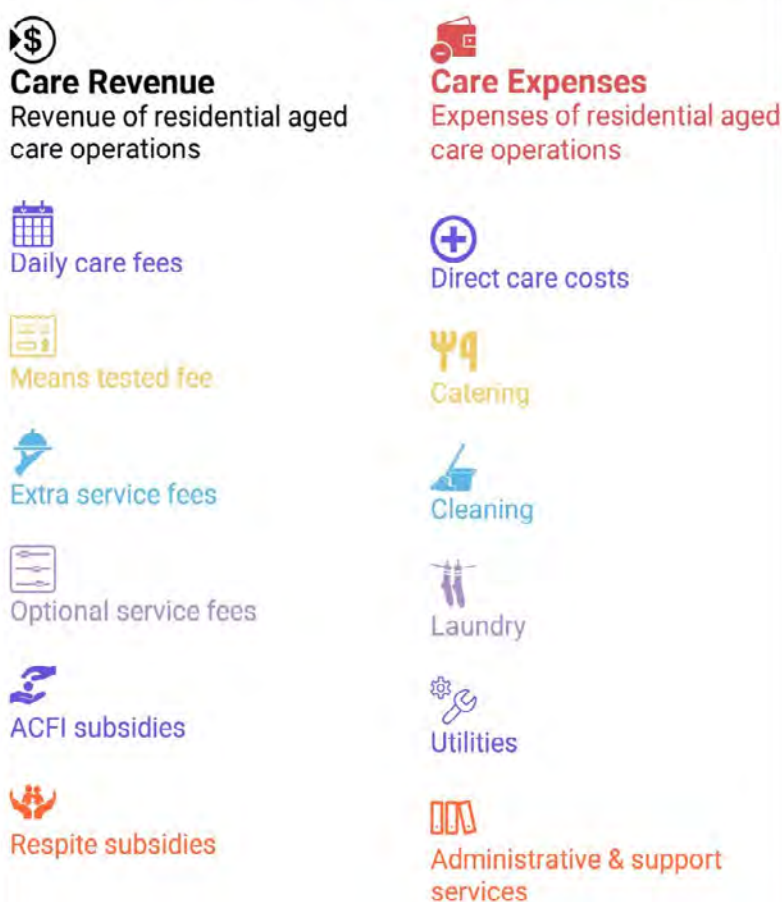 Care Revenue
Revenue of residential aged
care operations
Daily care fees
Means tested fee
Extra service fees
Optional service fees
ACFI subsidies
Respite subsidies
Care Expenses
Expenses of residential aged
care operations
Direct care costs
Catering
Cleaning
Laundry
Utilities
Administrative & support
services